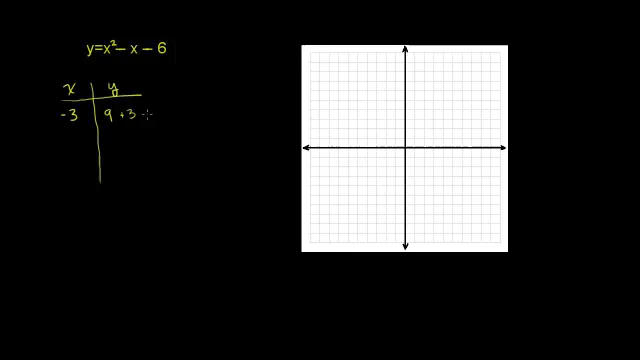 y=x²– x – 6
x y
-3 9 +3 -